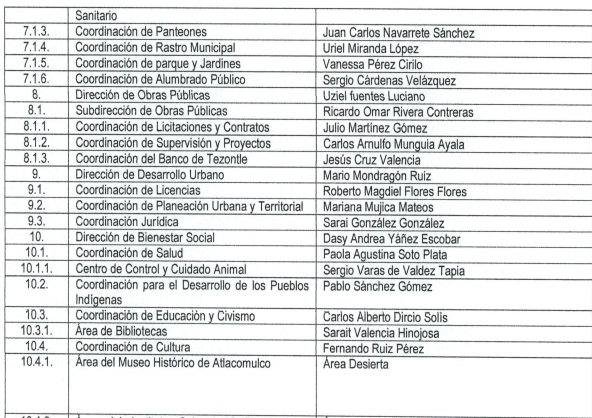 Sanitario
7.1.3. Coordinación de Panteones Juan Carlos Navarrete Sánchez
7.1.4. Coordinación de Rastro Municipal Uriel Miranda López
7.1.5. Coordinación de parque y Jardines Vanessa Pérez Cirilo
7.1.6. Coordinación de Alumbrado Público Sergio Cárdenas Velázquez
8. Dirección de Obras Públicas Uziel fuentes Luciano
8.1. Subdirección de Obras Públicas Ricardo Omar Rivera Contreras
8.1.1. Coordinación de Licitaciones y Contratos Julio Martínez Gómez
8.1.2. Coordinación de Supervisión y Proyectos Carlos Arnulfo Munguia Ayala
8.1.3. Coordinación del Banco de Tezontle Jesús Cruz Valencia
9. Dirección de Desarrollo Urbano Mario Mondragón Ruiz
9.1. Coordinación de Licencias Roberto Magdiel Flores Flores
9.2. Coordinación de Planeación Urbana y Territorial Mariana Mujica Mateos
9.3. Coordinación Jurídica Sarai González González
10. Dirección de Bienestar Social Dasy Andrea Yáñez Escobar
10.1. Coordinación de Salud Paola Agustina Soto Plata
10.1.1. Centro de Control y Cuidado Animal Sergio Varas de Valdez Tapia
10.2. Coordinación para el Desarrollo de los Pueblos Pablo Sánchez Gómez
Indígenas
10.3. Coordinación de Educación y Civismo Carlos Alberto Dircio Solis
10.3.1. Área de Bibliotecas Sarait Valencia Hinojosa
10.4. Coordinación de Cultura Fernando Ruiz Pérez
10.4.1. Área del Museo Histórico de Atlacomulco Área Desierta